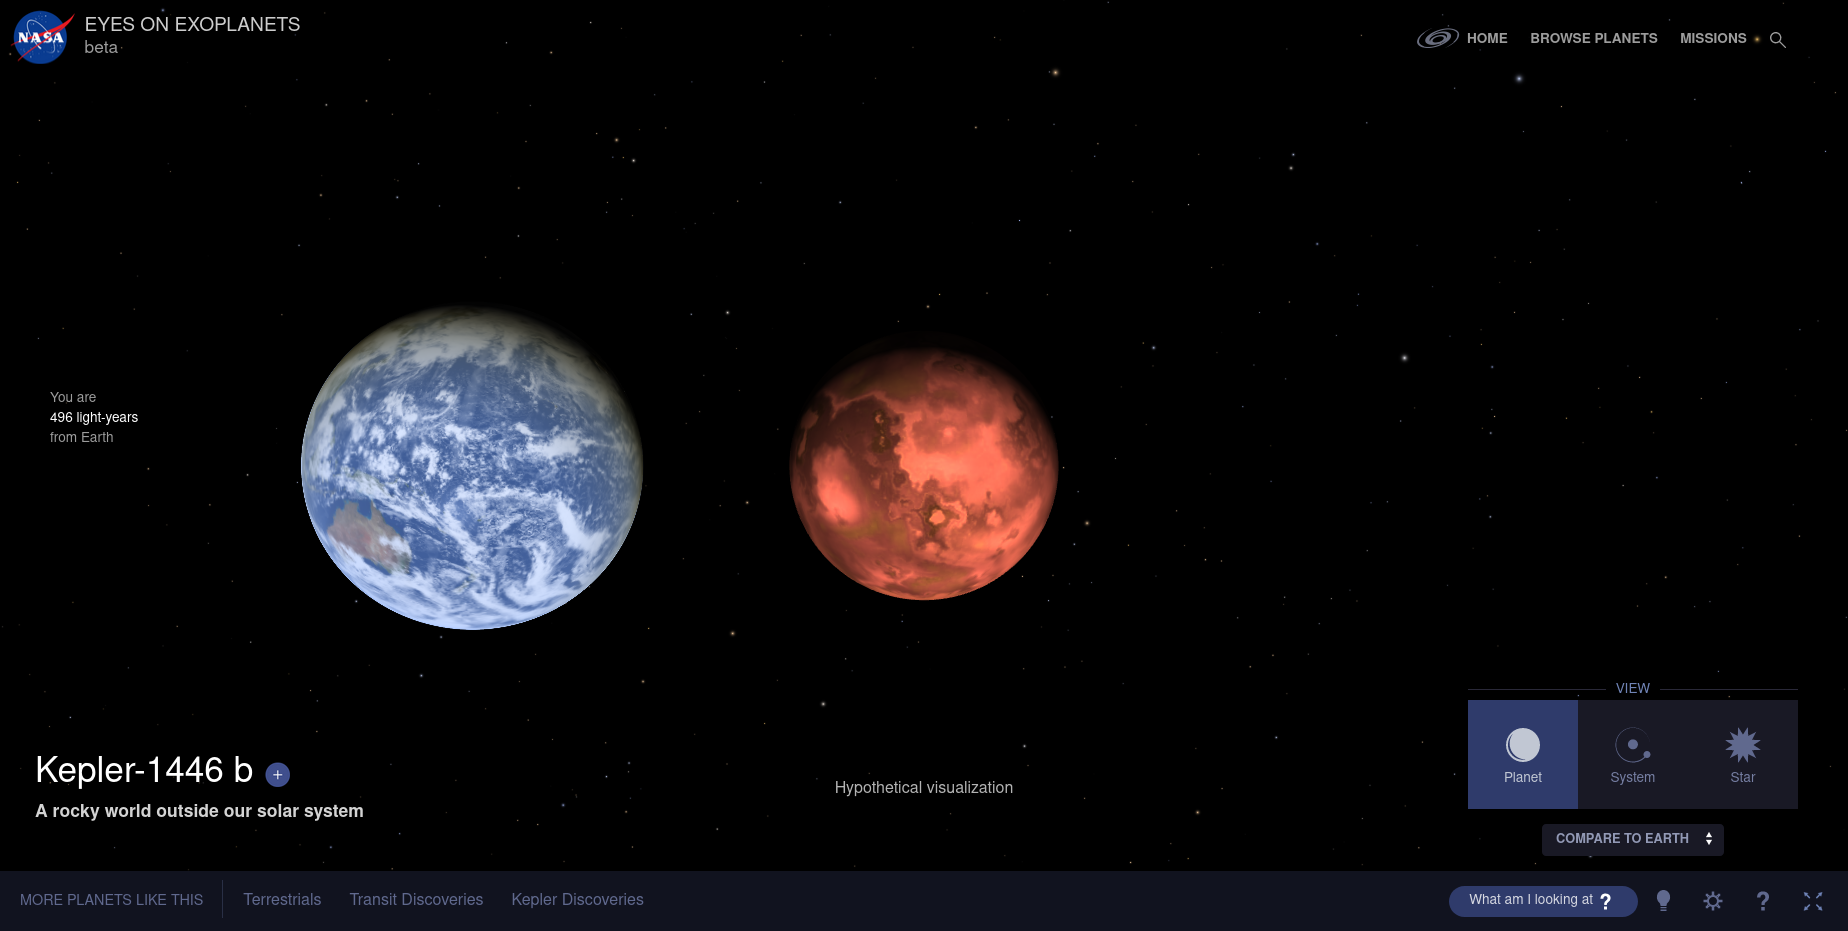 NASA
EYES ON EXOPLANETS
beta
HOME
BROWSE PLANETS
MISSIONS
You are
496 light-years
from Earth
Kepler-1446 b +
A rocky world outside our solar system
Hypothetical visualization
VIEW
Planet
System
Star
COMPARE TO EARTH
MORE PLANETS LIKE THIS
Terrestrials
Transit Discoveries
Kepler Discoveries
What am I looking at ?
?